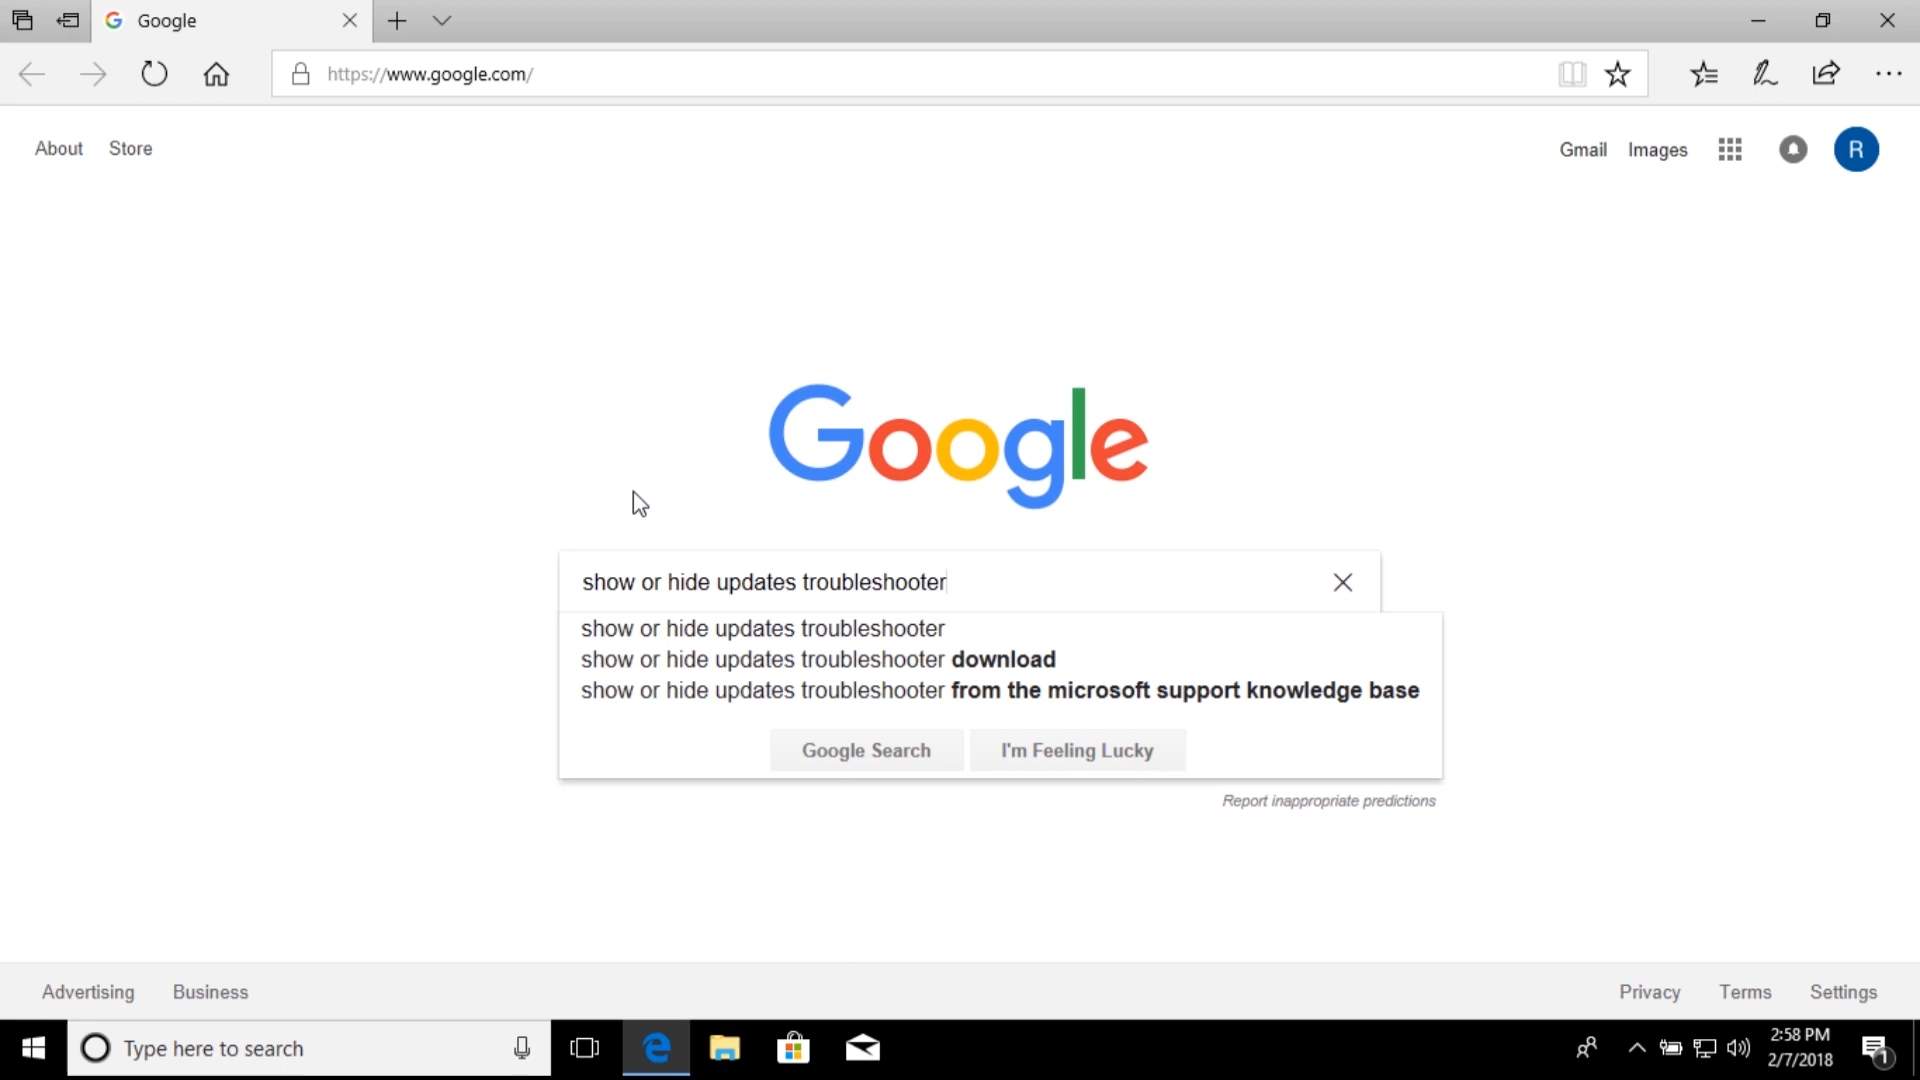 Google
https://www.google.com/
About Store
Gmail Images R
Google
show or hide updates troubleshooter
show or hide updates troubleshooter
show or hide updates troubleshooter download
show or hide updates troubleshooter from the microsoft support knowledge base
Google Search I'm Feeling Lucky
Report inappropriate predictions
Advertising Business
Privacy Terms Settings
Type here to search
2:58 PM
2/7/2018
1